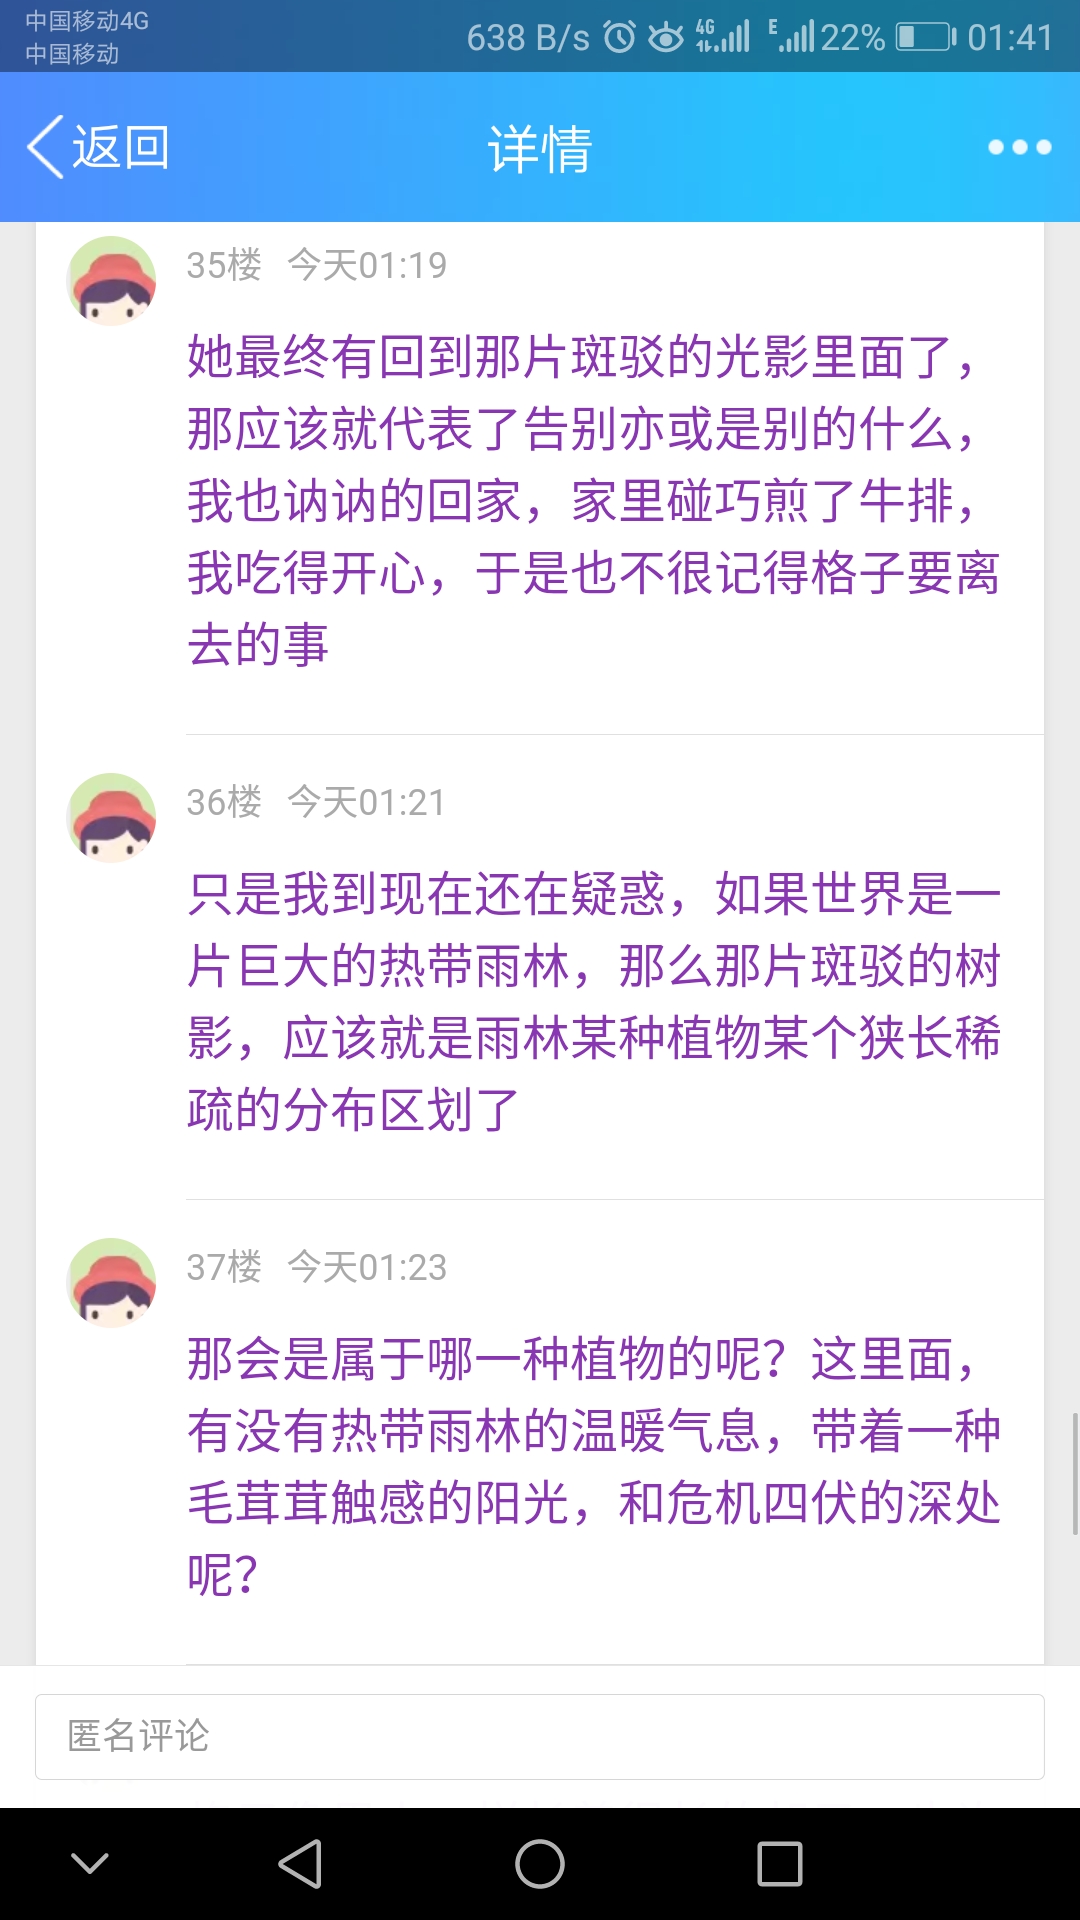 中国移动4G
中国移动
638 B/s 4G E 22% 01:41
返回
详情
35楼 今天01:19
她最终有回到那片斑驳的光影里面了，
那应该就代表了告别亦或是别的什么，
我也讷讷的回家，家里碰巧煎了牛排，
我吃得开心，于是也不很记得格子要离
去的事
36楼 今天01:21
只是我到现在还在疑惑，如果世界是一
片巨大的热带雨林，那么那片斑驳的树
影，应该就是雨林某种植物某个狭长稀
疏的分布区划了
37楼 今天01:23
那会是属于哪一种植物的呢？这里面，
有没有热带雨林的温暖气息，带着一种
毛茸茸触感的阳光，和危机四伏的深处
呢？
匿名评论